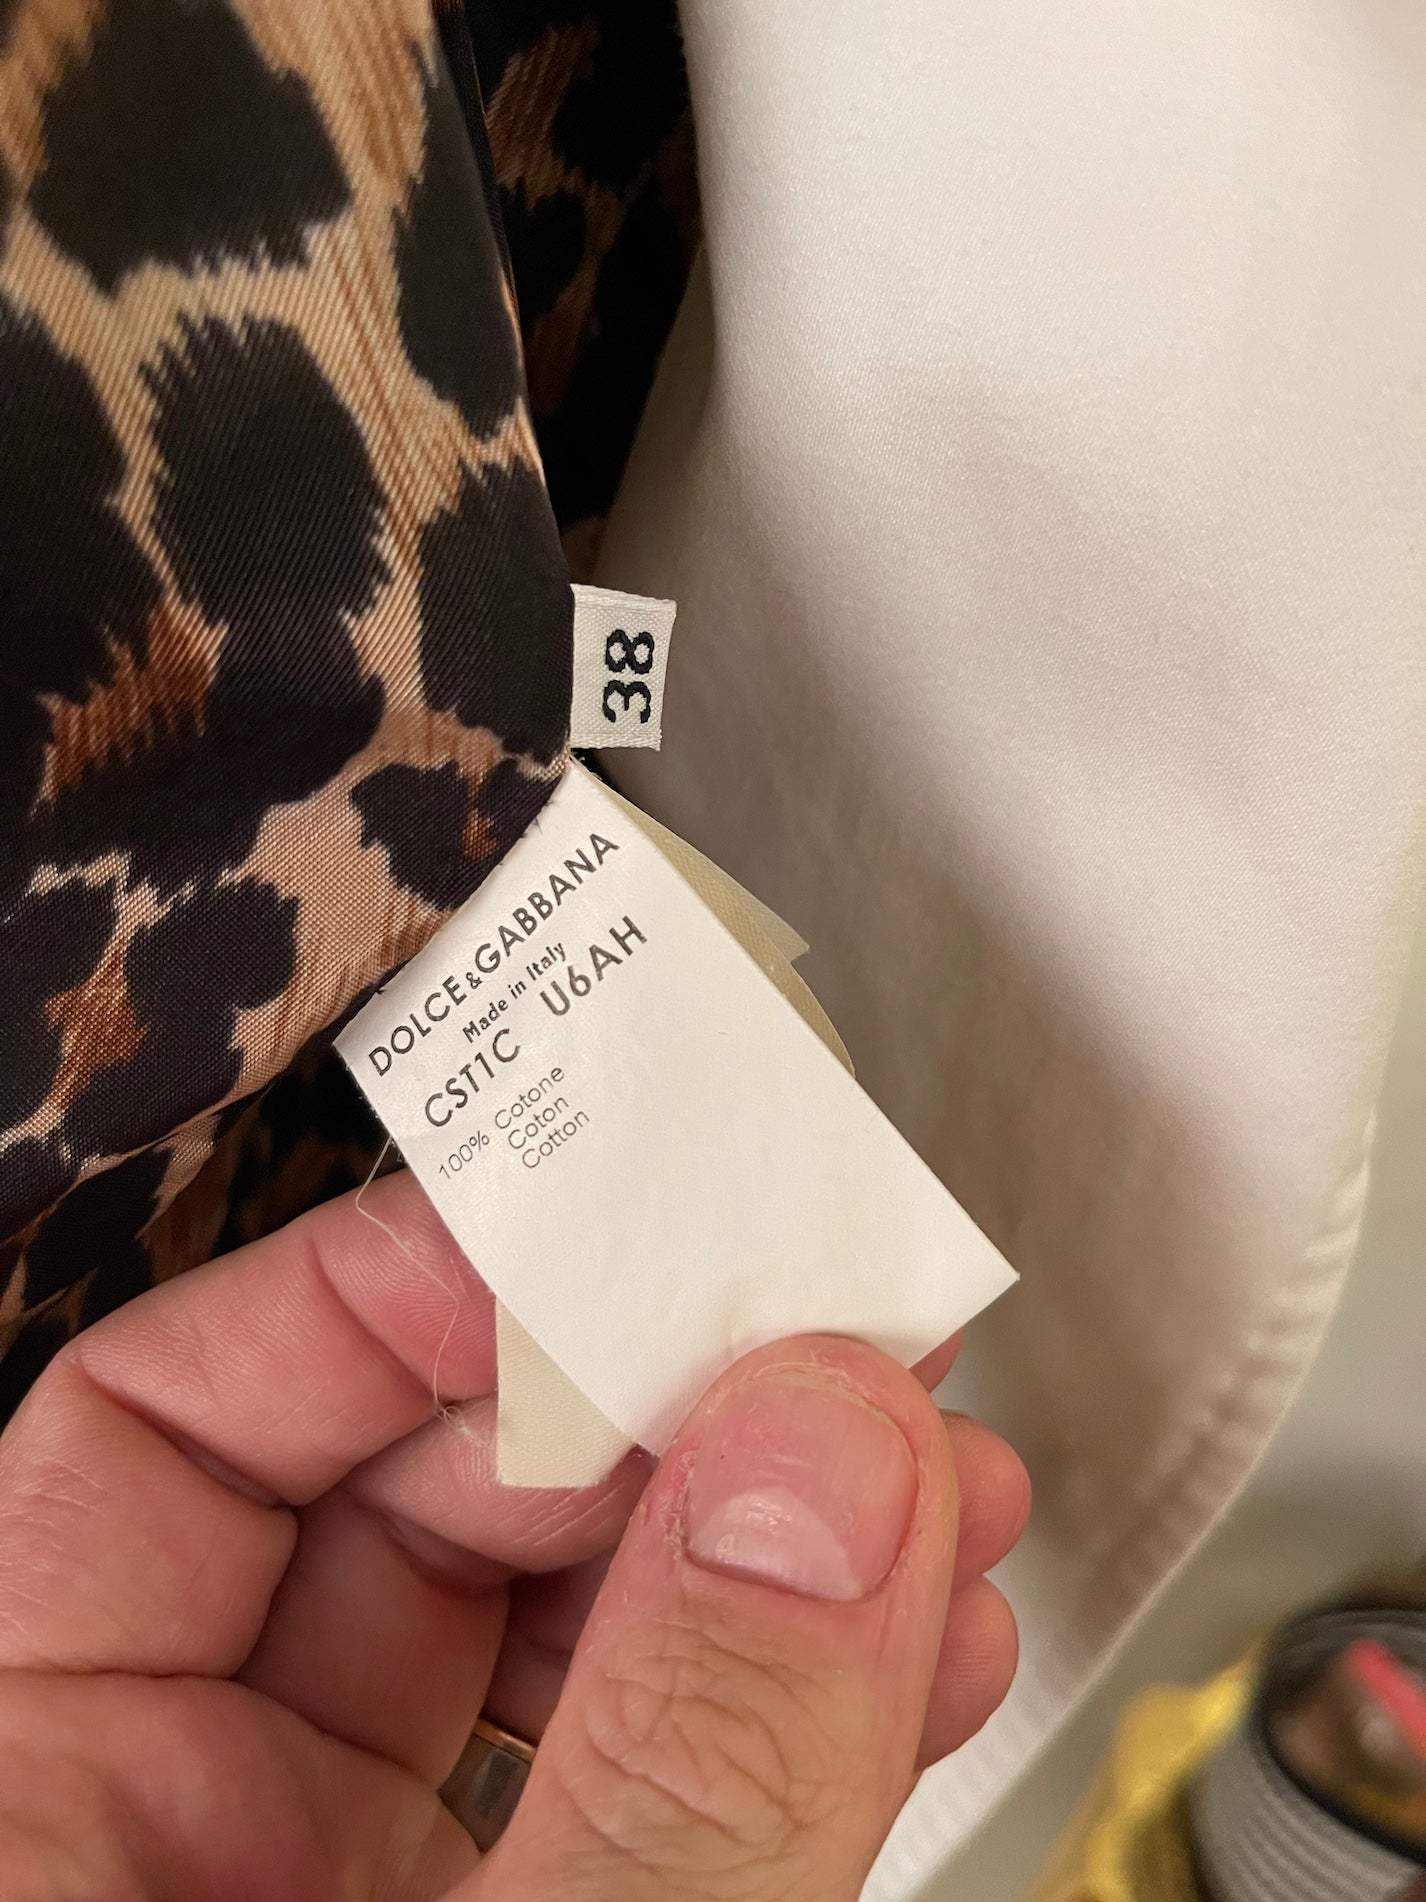 38
DOLCE&GABBANA
Made in Italy
CST1C U6AH
100% Cotone
Coton
Cotton